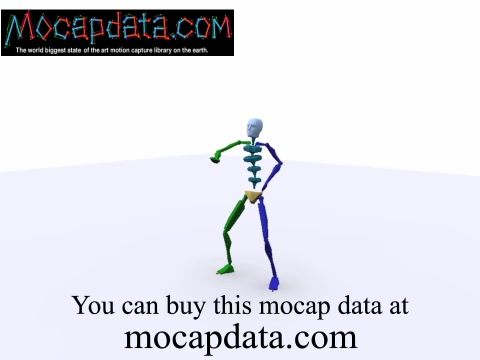 Mocapdata.com
The world biggest state of the art motion capture library on the earth.
You can buy this mocap data at
mocapdata.com